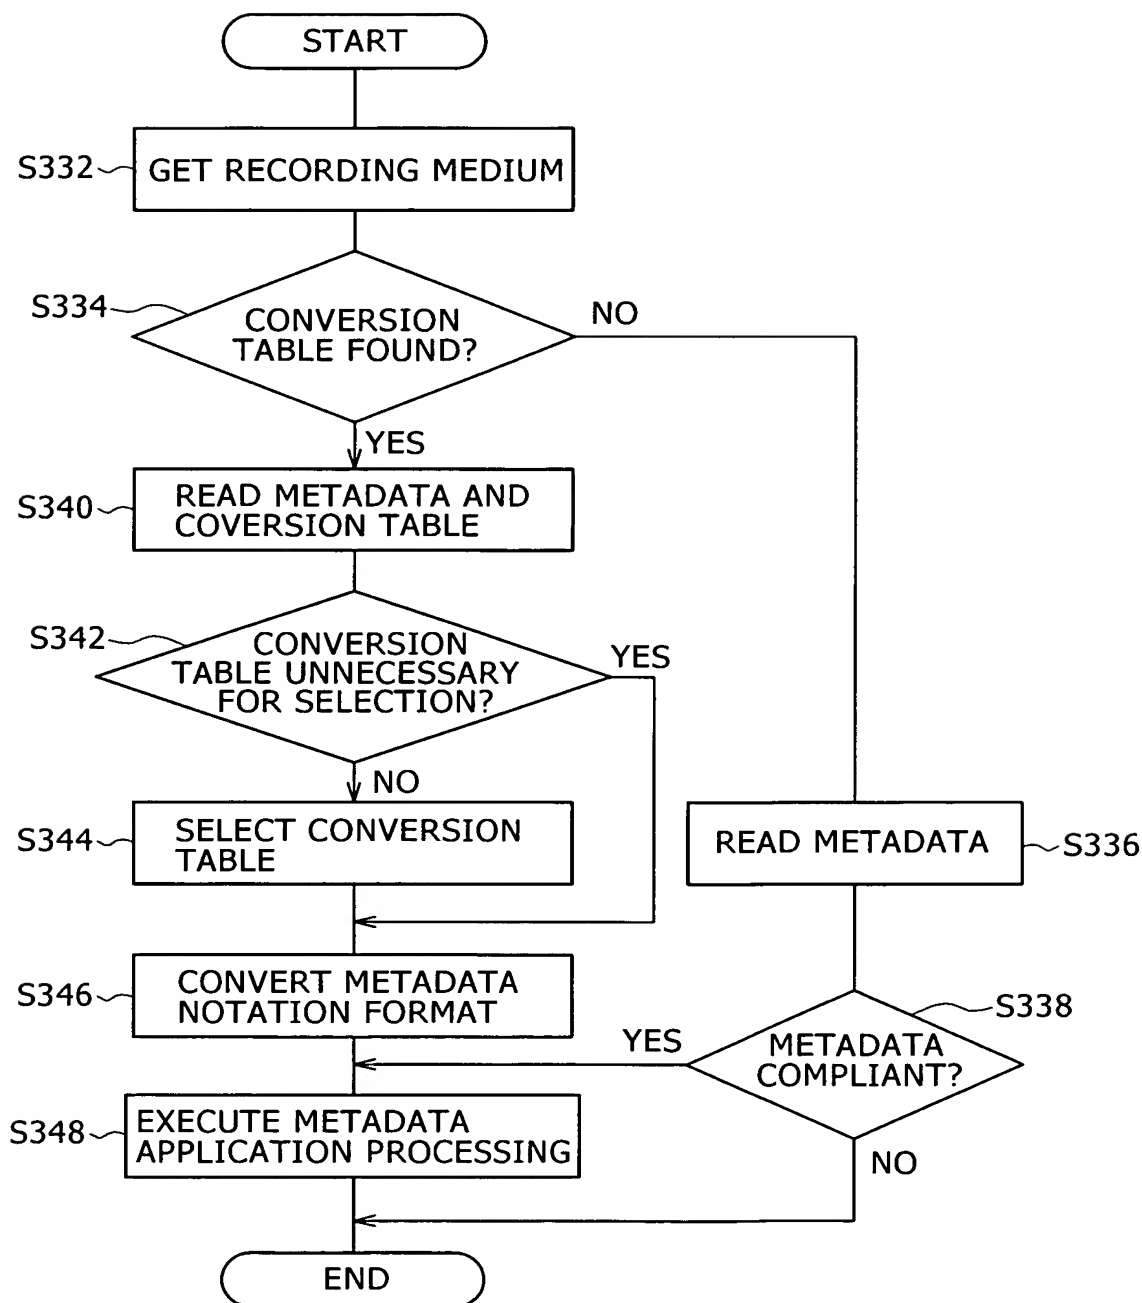 START
S332
GET RECORDING MEDIUM
S334
CONVERSION
TABLE FOUND?
NO
YES
S340
READ METADATA AND
COVERSION TABLE
S342
CONVERSION
TABLE UNNECESSARY
FOR SELECTION?
YES
NO
S344
SELECT CONVERSION
TABLE
READ METADATA
S336
S346
CONVERT METADATA
NOTATION FORMAT
S338
METADATA
COMPLIANT?
YES
S348
EXECUTE METADATA
APPLICATION PROCESSING
NO
END